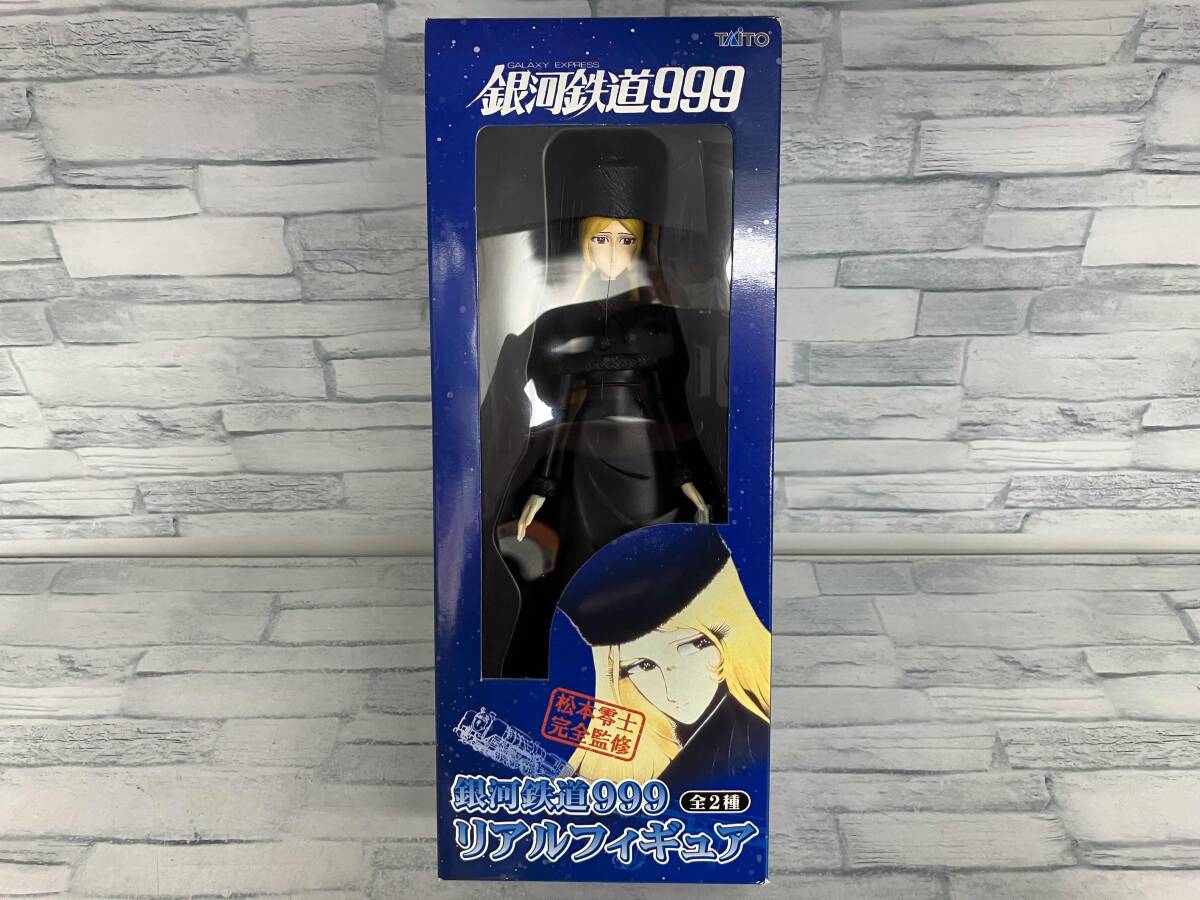 TAITO
GALAXY EXPRESS
銀河鉄道999
松本零士
完全監修
銀河鉄道999 全2種
リアルフィギュア